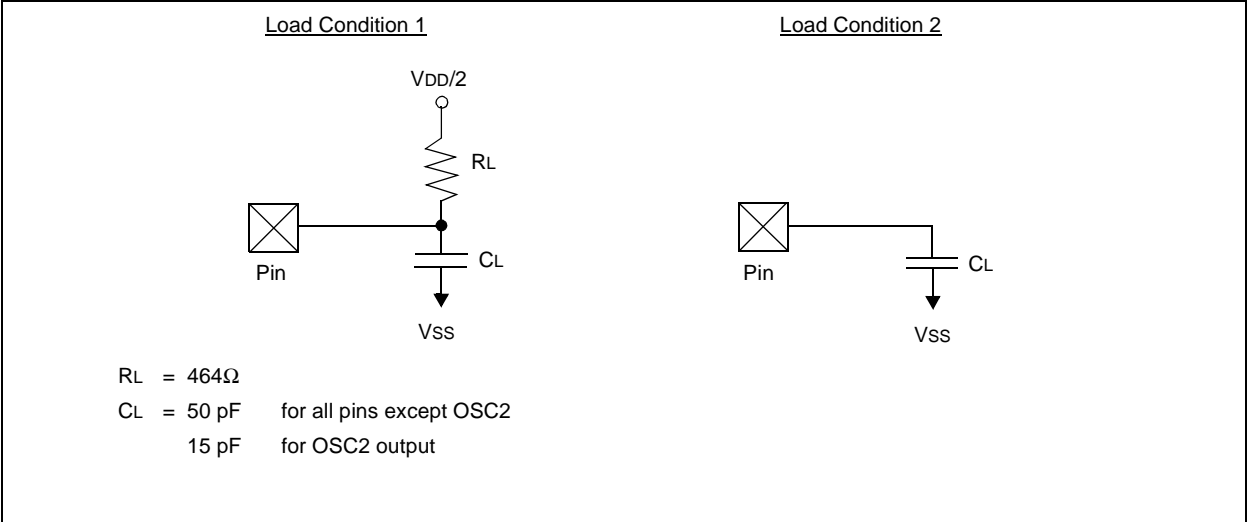 Load Condition 1
VDD/2
RL
Pin
CL
VSS
Load Condition 2
Pin
CL
VSS
RL = 464Ω
CL = 50 pF for all pins except OSC2
15 pF for OSC2 output